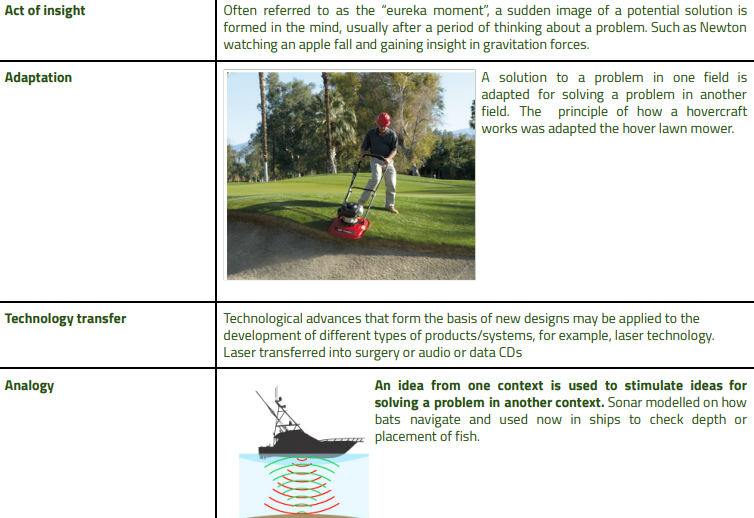 Act of insight
Often referred to as the “eureka moment”, a sudden image of a potential solution is
formed in the mind, usually after a period of thinking about a problem. Such as Newton
watching an apple fall and gaining insight in gravitation forces.
Adaptation
A solution to a problem in one field is
adapted for solving a problem in another
field. The principle of how a hovercraft
works was adapted the hover lawn mower.
Technology transfer
Technological advances that form the basis of new designs may be applied to the
development of different types of products/systems, for example, laser technology.
Laser transferred into surgery or audio or data CDs
Analogy
An idea from one context is used to stimulate ideas for
solving a problem in another context. Sonar modelled on how
bats navigate and used now in ships to check depth or
placement of fish.